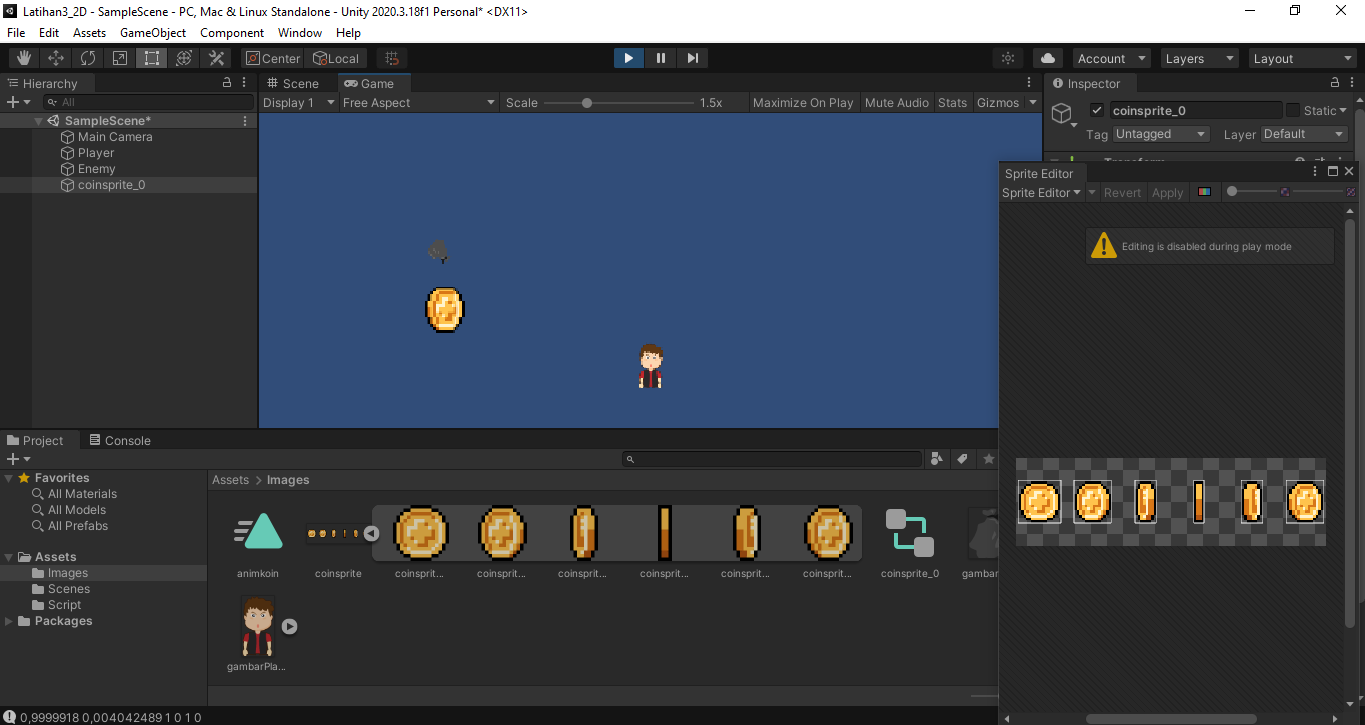 Latihan3_2D - SampleScene - PC, Mac & Linux Standalone - Unity 2020.3.18f1 Personal* <DX11>
File Edit Assets GameObject Component Window Help
Center Local Account Layers Layout
Hierarchy Scene Game Inspector
All Display 1 Free Aspect Scale 1.5x Maximize On Play Mute Audio Stats Gizmos
coinsprite_0 Static
SampleScene*
Tag Untagged Layer Default
Main Camera
Player
Enemy
coinsprite_0
Transform
Sprite Editor
Sprite Editor Revert Apply
Editing is disabled during play mode
Project Console
Favorites
All Materials
All Models
All Prefabs
Assets
Images
Scenes
Script
Packages
Assets > Images
animkoin coinsprite coinsprit... coinsprit... coinsprit... coinsprit... coinsprit... coinsprit... coinsprite_0 gambar
gambarPla...
0,9999918 0,004042489 1 0 1 0